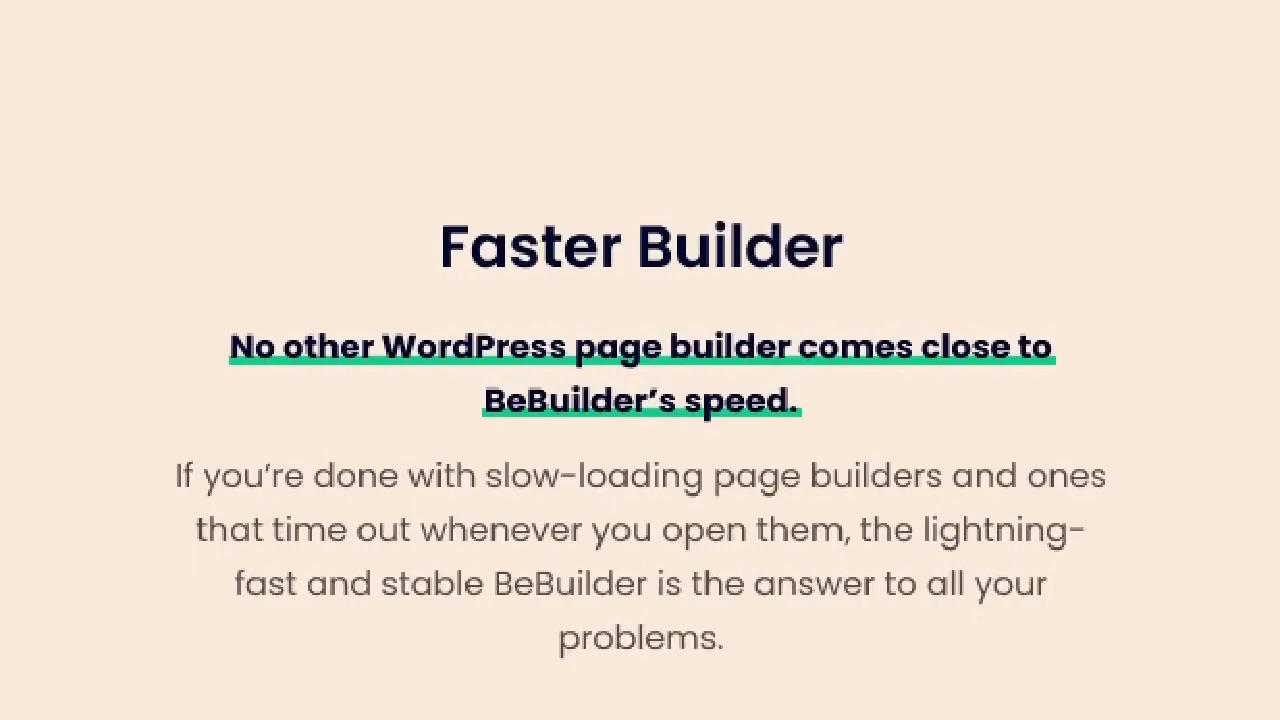 Faster Builder
No other WordPress page builder comes close to
BeBuilder’s speed.
If you’re done with slow-loading page builders and ones
that time out whenever you open them, the lightning-
fast and stable BeBuilder is the answer to all your
problems.